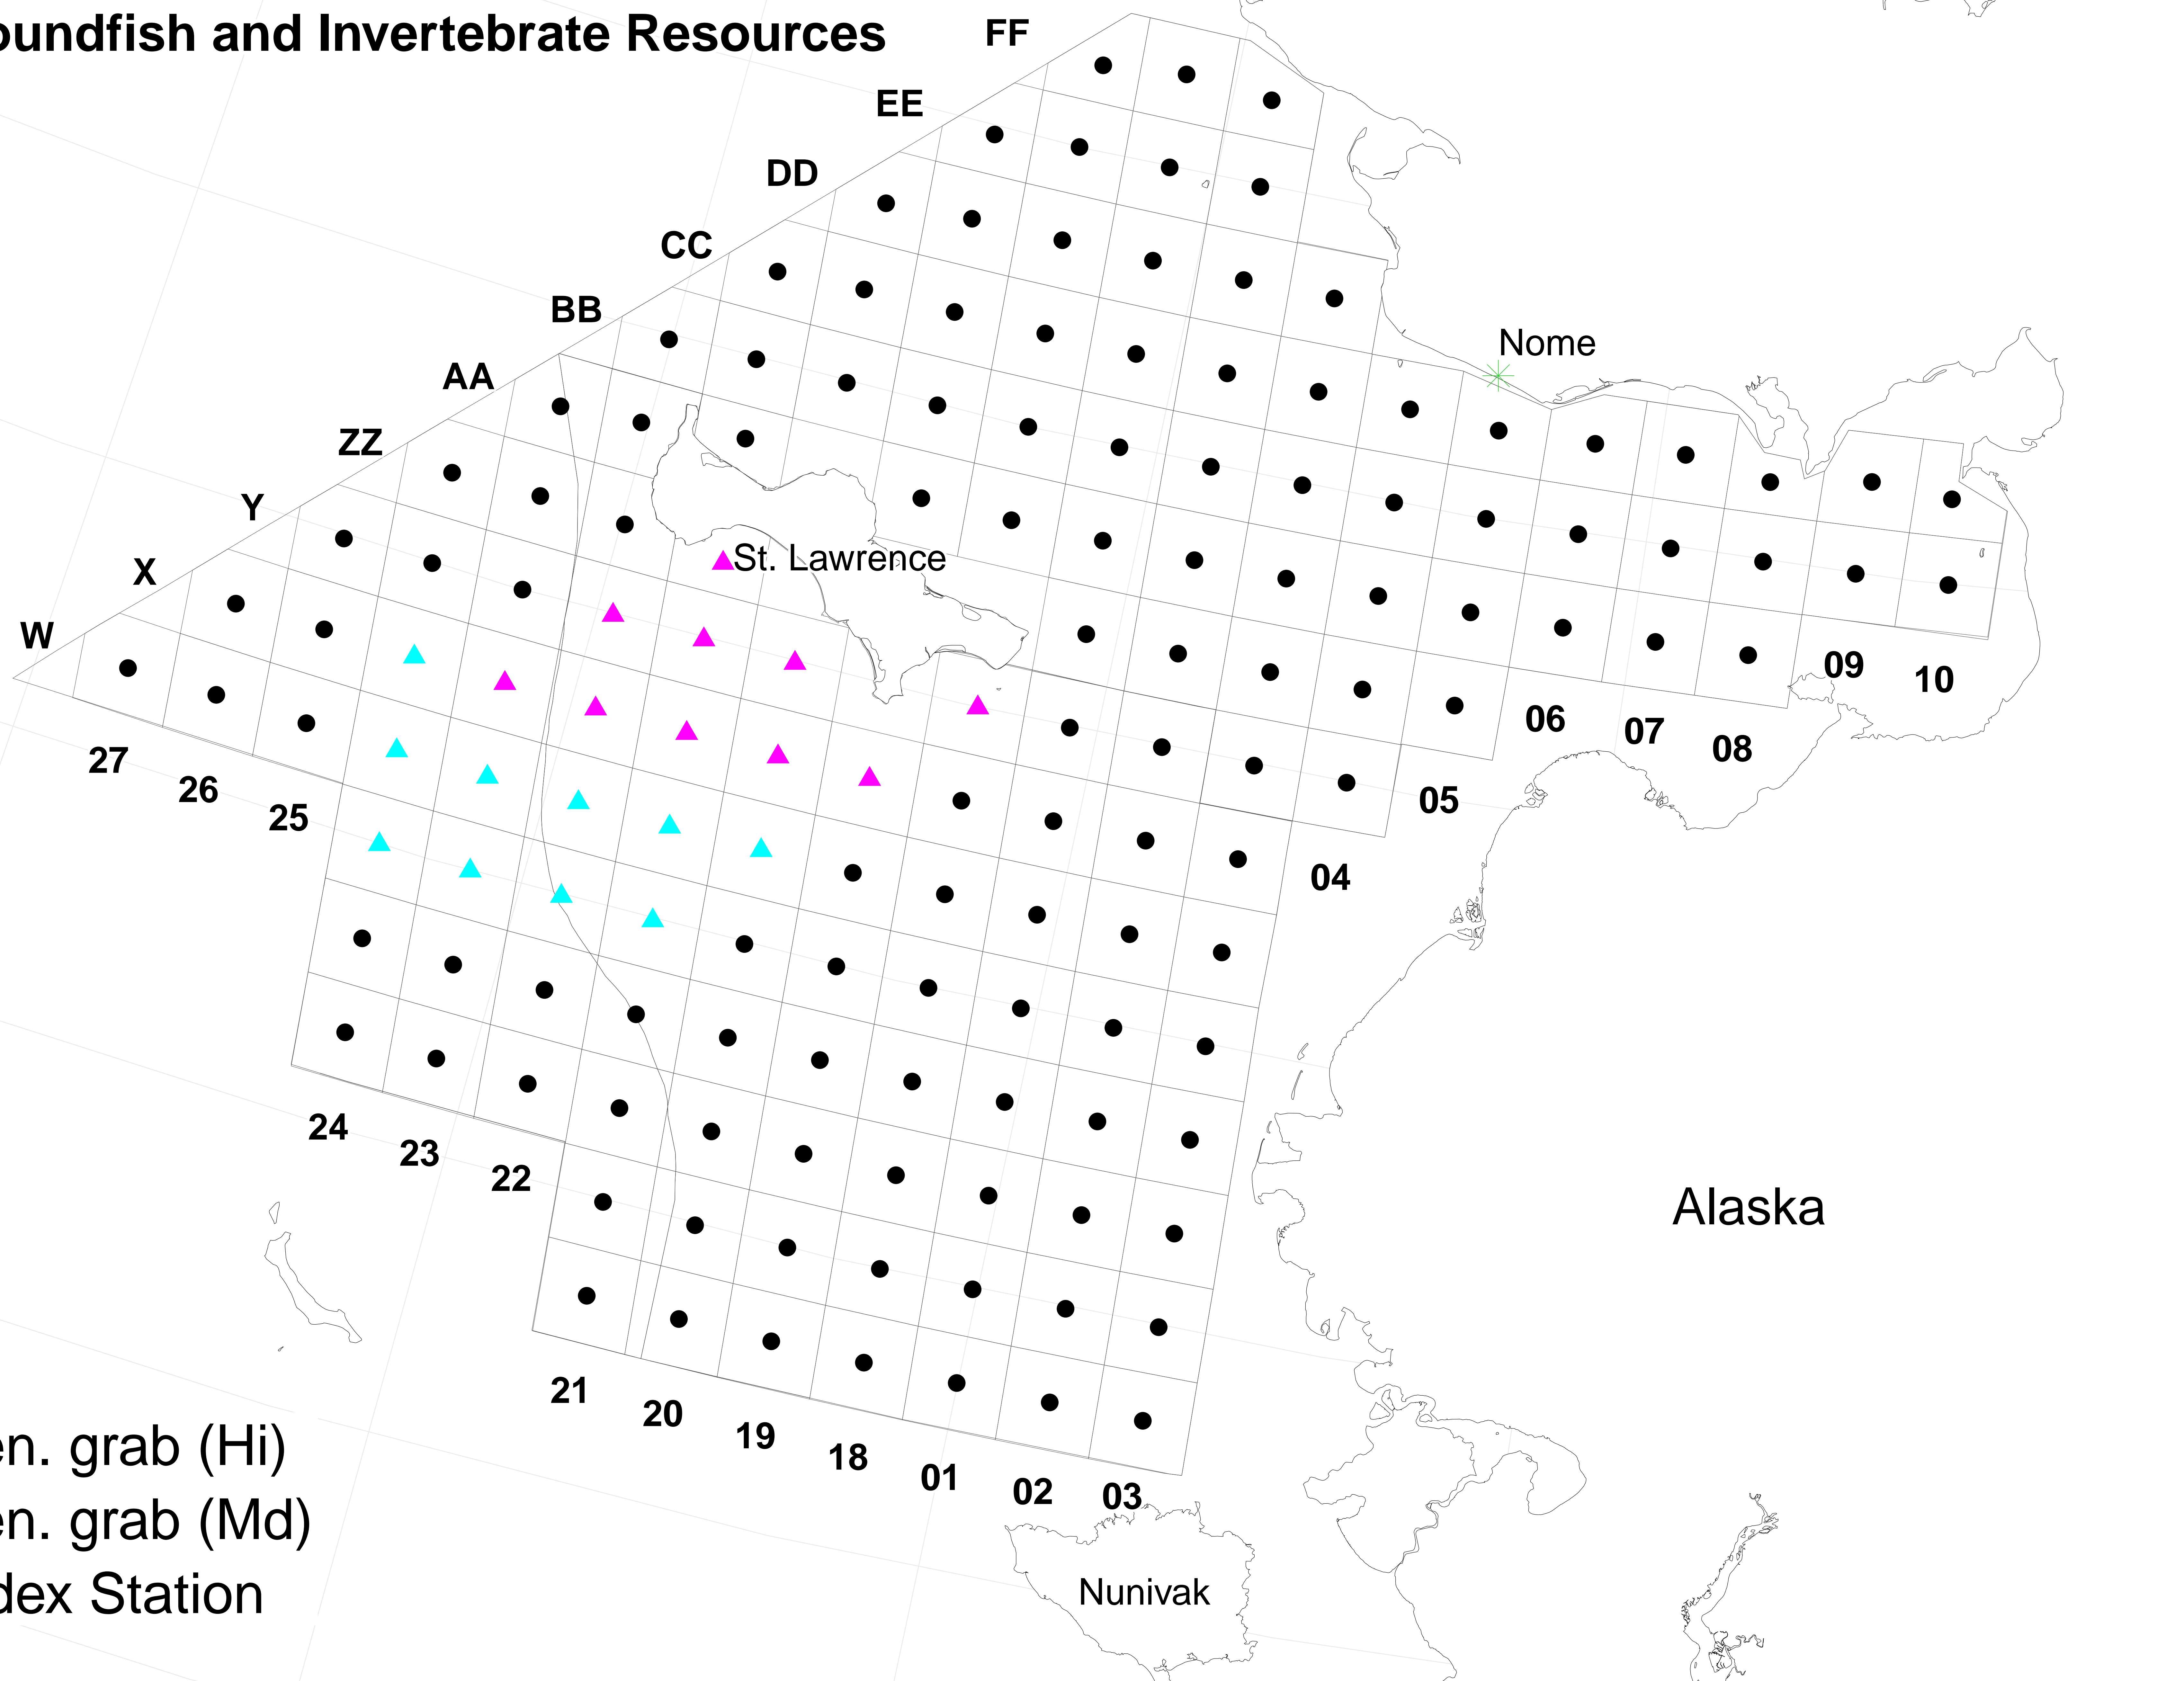 oundfish and Invertebrate Resources
FF
EE
DD
CC
BB
AA
ZZ
Y
X
W
Nome
St. Lawrence
27
26
25
24
23
22
21
20
19
18
01
02
03
04
05
06
07
08
09
10
Alaska
Nunivak
en. grab (Hi)
en. grab (Md)
dex Station